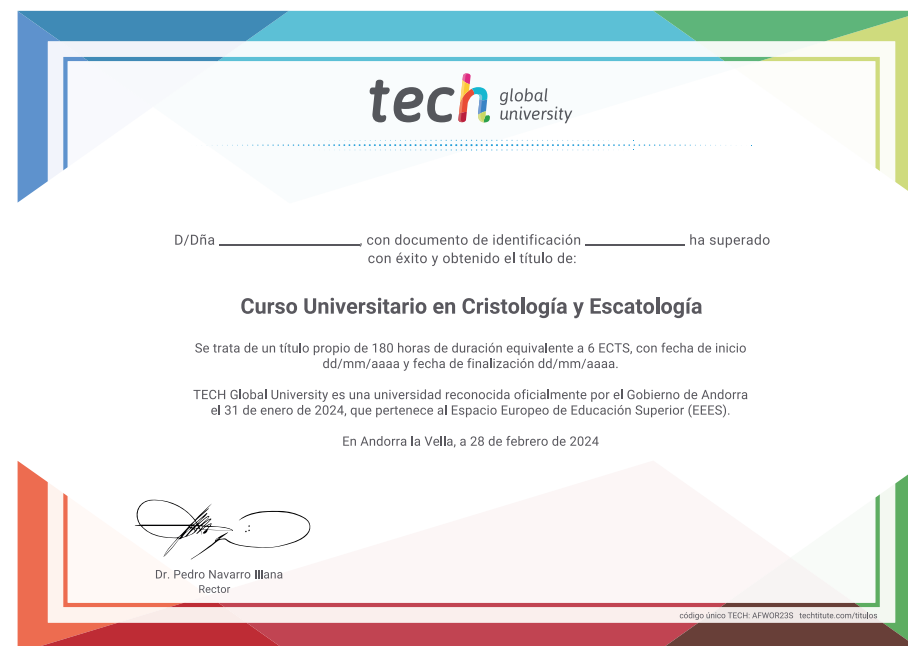 tech global university
D/Dña ____________________, con documento de identificación ______________ ha superado
con éxito y obtenido el título de:
Curso Universitario en Cristología y Escatología
Se trata de un título propio de 180 horas de duración equivalente a 6 ECTS, con fecha de inicio
dd/mm/aaaa y fecha de finalización dd/mm/aaaa.
TECH Global University es una universidad reconocida oficialmente por el Gobierno de Andorra
el 31 de enero de 2024, que pertenece al Espacio Europeo de Educación Superior (EEES).
En Andorra la Vella, a 28 de febrero de 2024
Dr. Pedro Navarro Illana
Rector
código único TECH: AFWOR23S techtitute.com/titulos